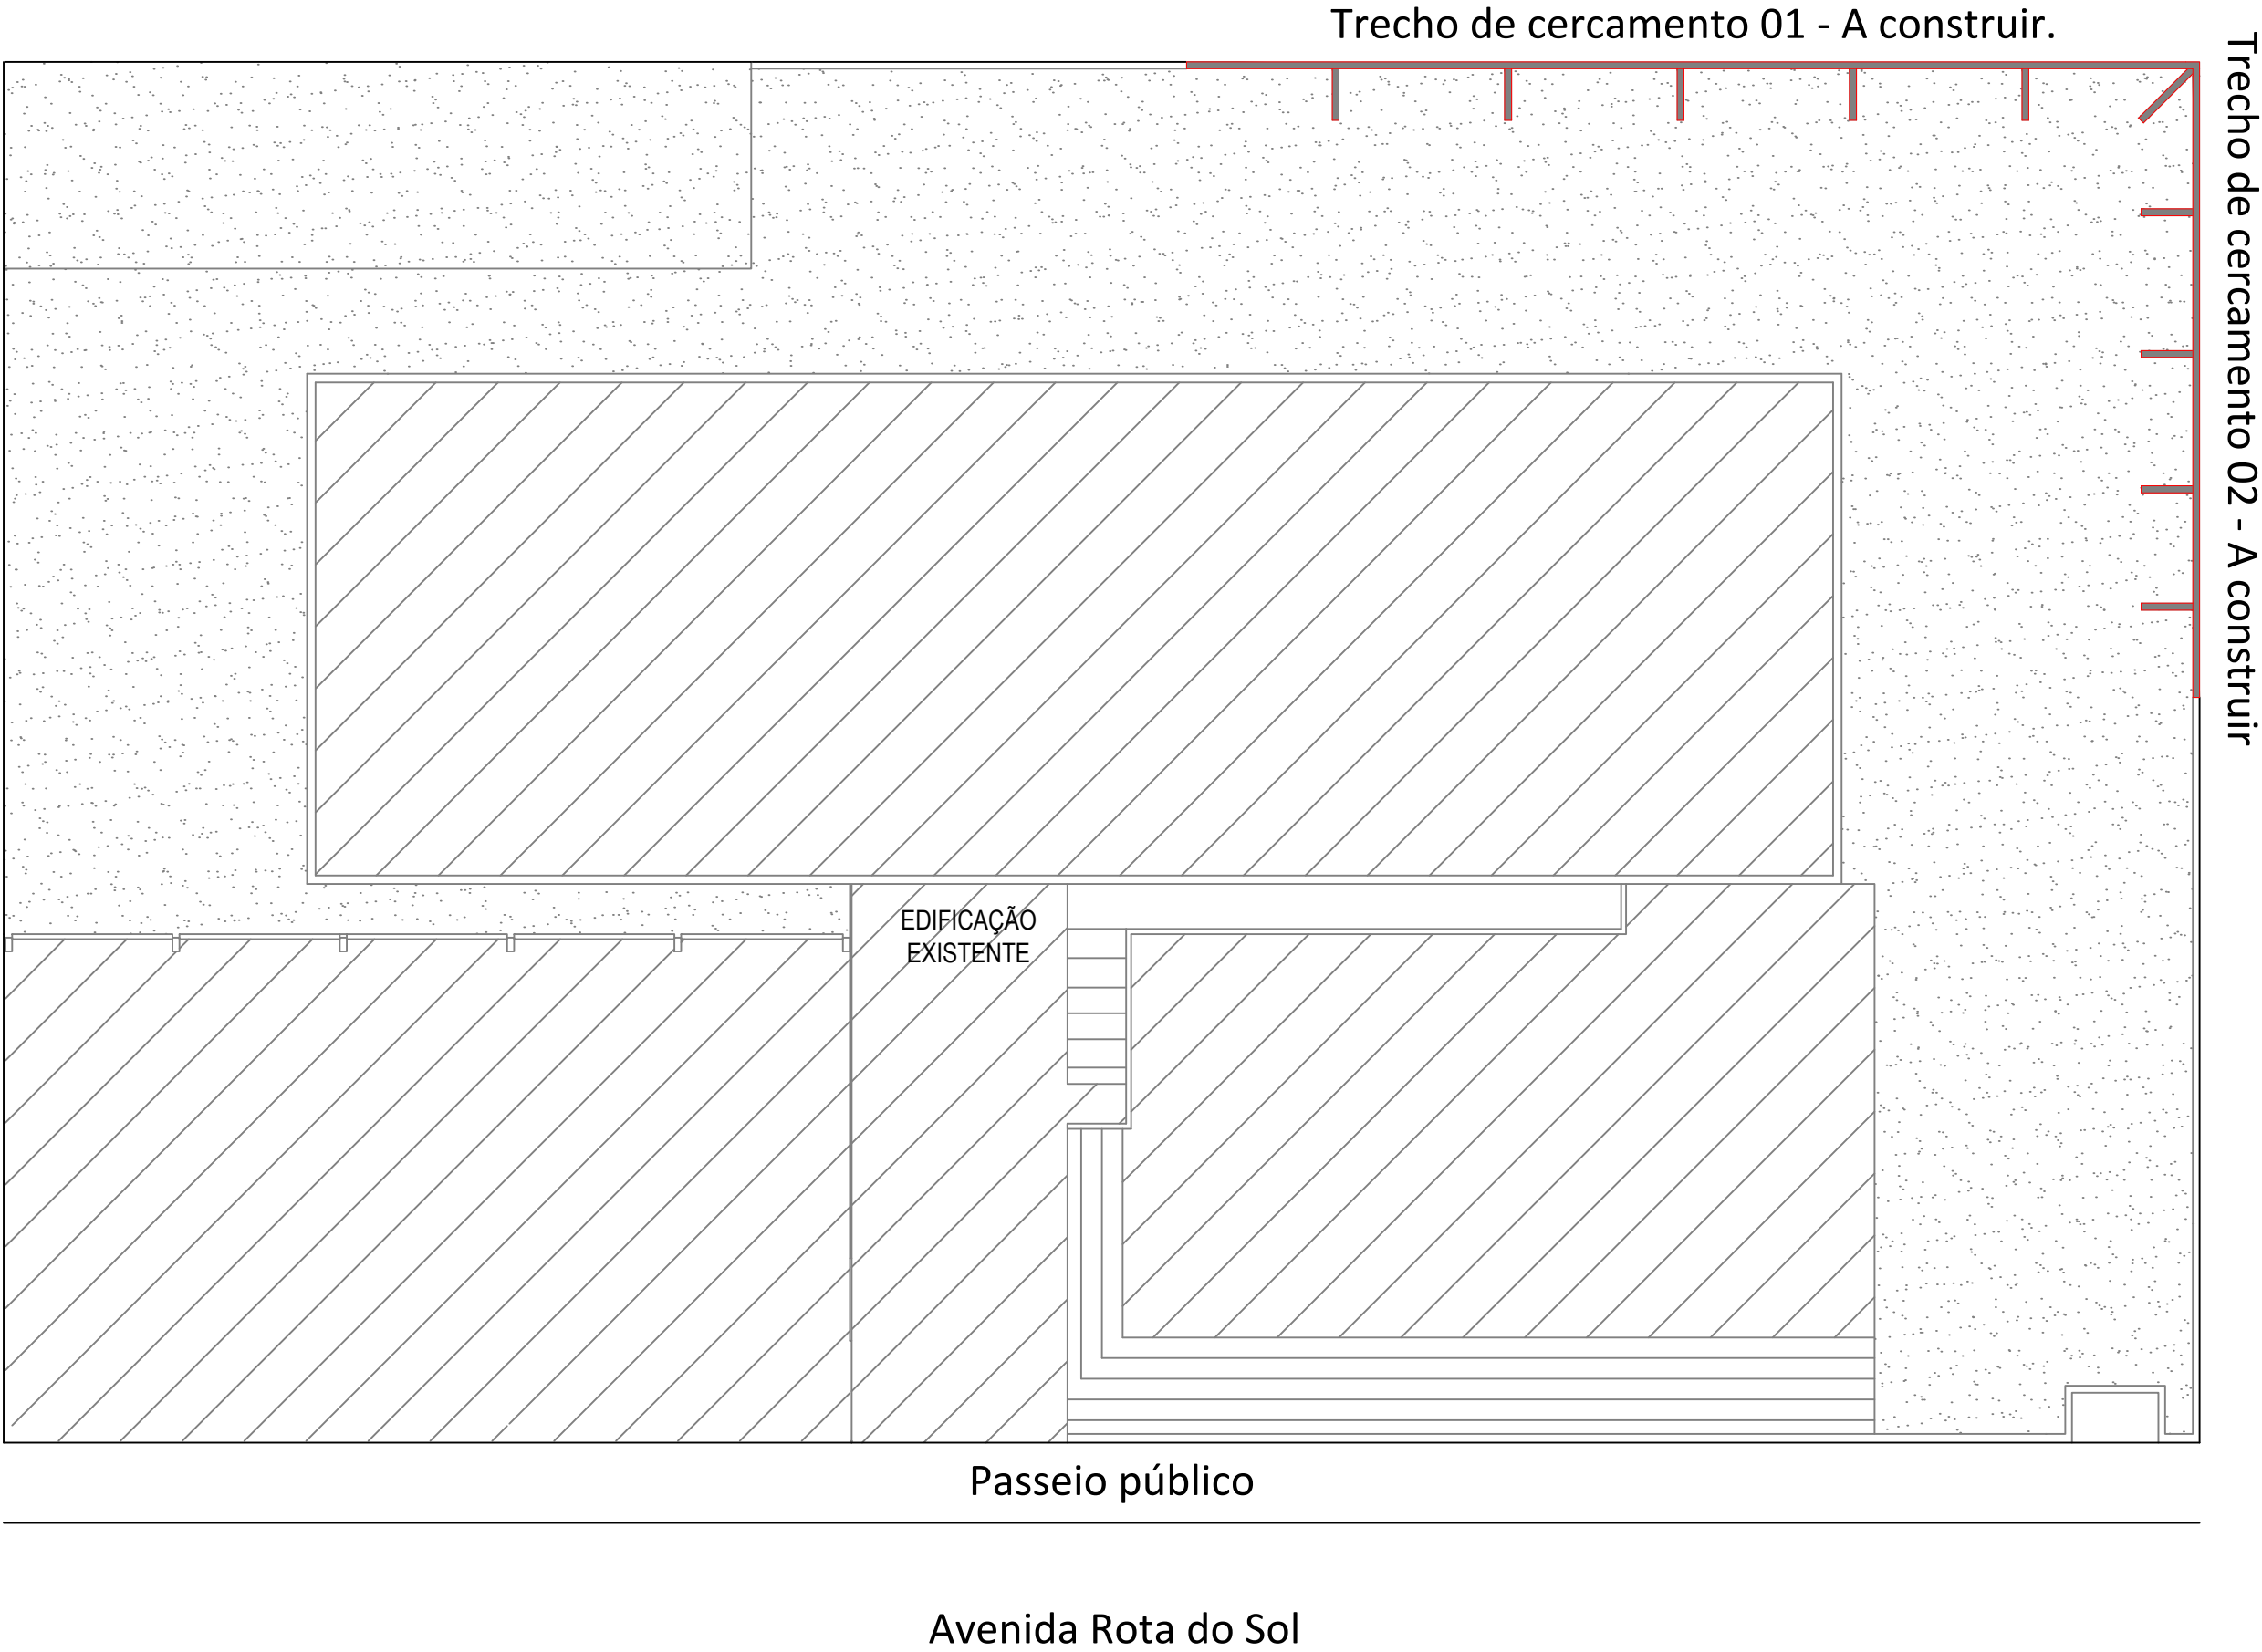 Trecho de cercamento 01 - A construir.
Trecho de cercamento 02 - A construir
EDIFICAÇÃO
EXISTENTE
Passeio público
Avenida Rota do Sol